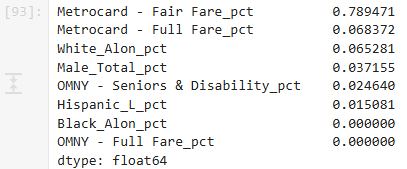 [93]:
Metrocard - Fair Fare_pct 0.789471
Metrocard - Full Fare_pct 0.068372
White_Alon_pct 0.065281
Male_Total_pct 0.037155
OMNY - Seniors & Disability_pct 0.024640
Hispanic_L_pct 0.015081
Black_Alon_pct 0.000000
OMNY - Full Fare_pct 0.000000
dtype: float64